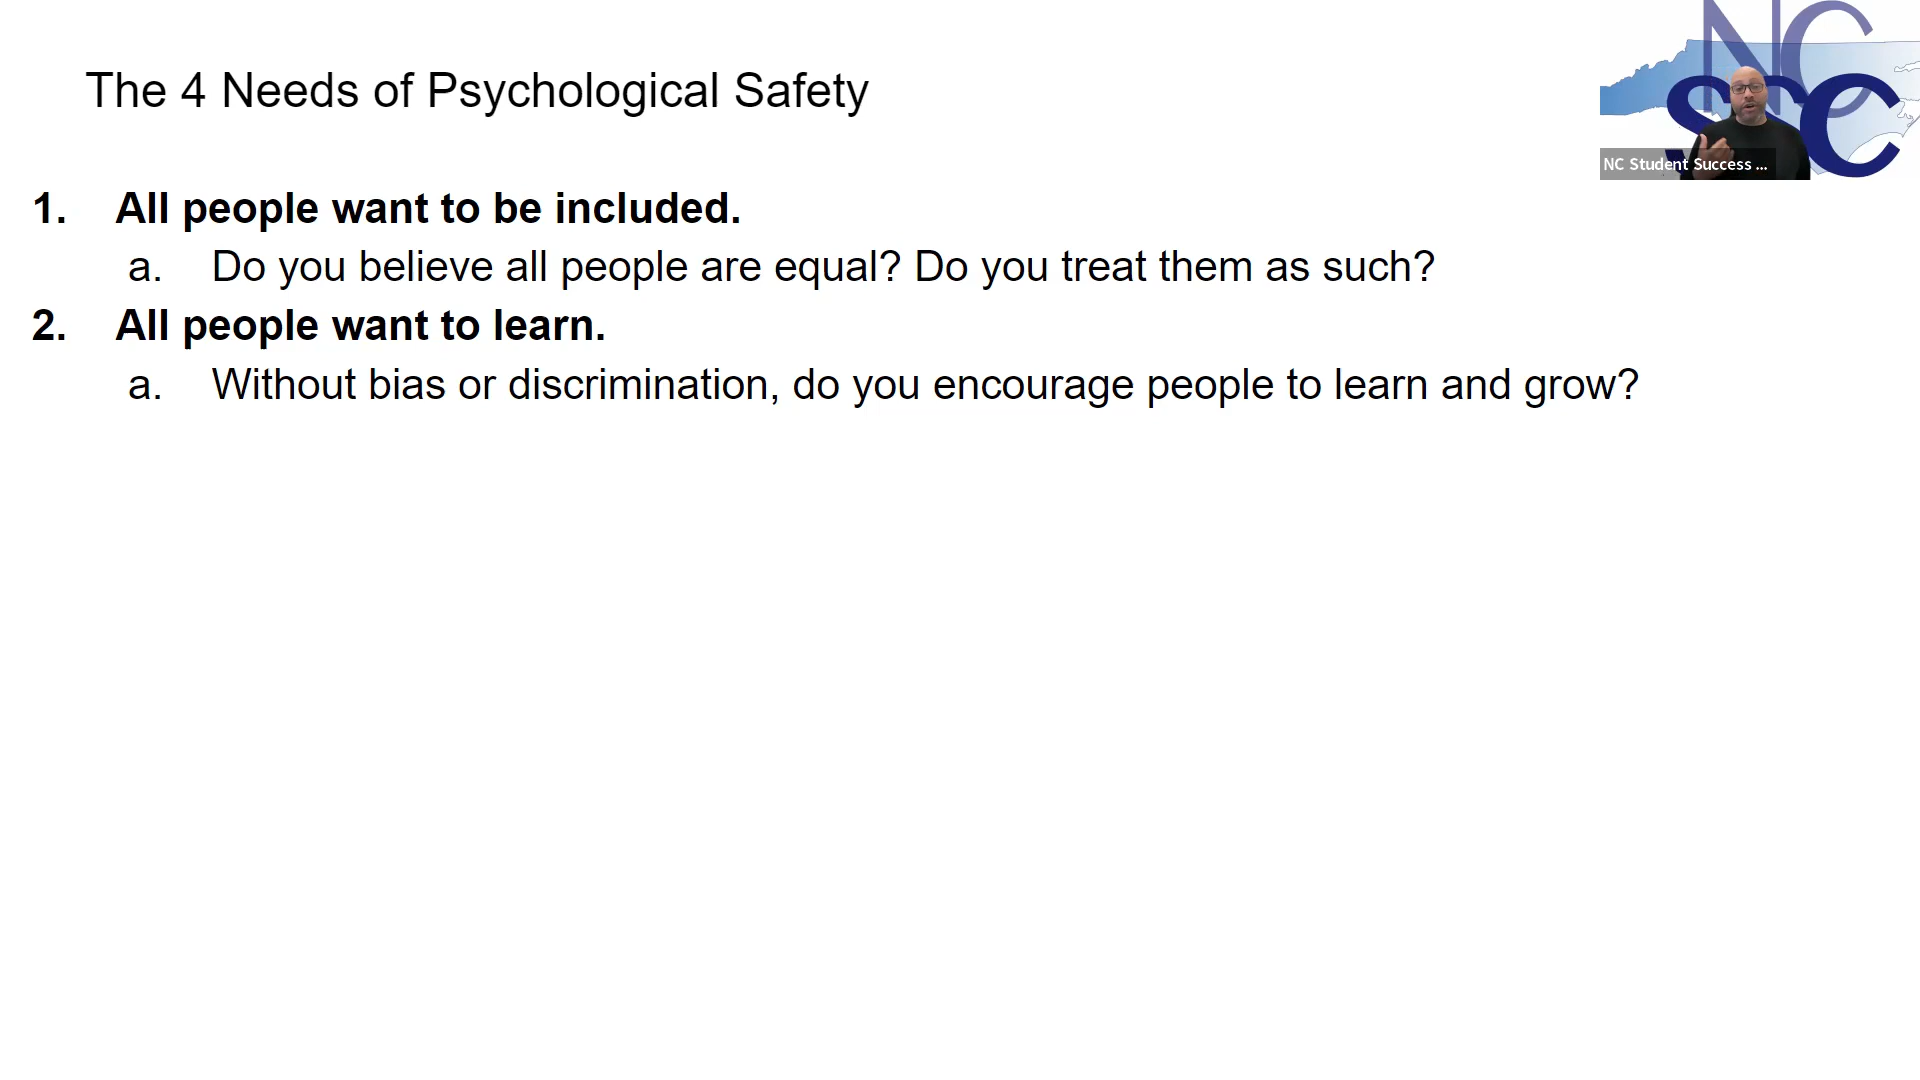 The 4 Needs of Psychological Safety
1. All people want to be included.
a. Do you believe all people are equal? Do you treat them as such?
2. All people want to learn.
a. Without bias or discrimination, do you encourage people to learn and grow?
NC
SSC
NC Student Success ...